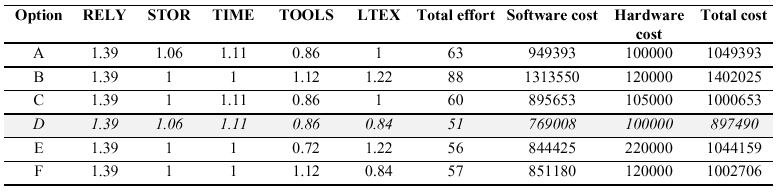 Option RELY STOR TIME TOOLS LTEX Total effort Software cost Hardware cost Total cost
A 1.39 1.06 1.11 0.86 1 63 949393 100000 1049393
B 1.39 1 1 1.12 1.22 88 1313550 120000 1402025
C 1.39 1 1.11 0.86 1 60 895653 105000 1000653
D 1.39 1.06 1.11 0.86 0.84 51 769008 100000 897490
E 1.39 1 1 0.72 1.22 56 844425 220000 1044159
F 1.39 1 1 1.12 0.84 57 851180 120000 1002706